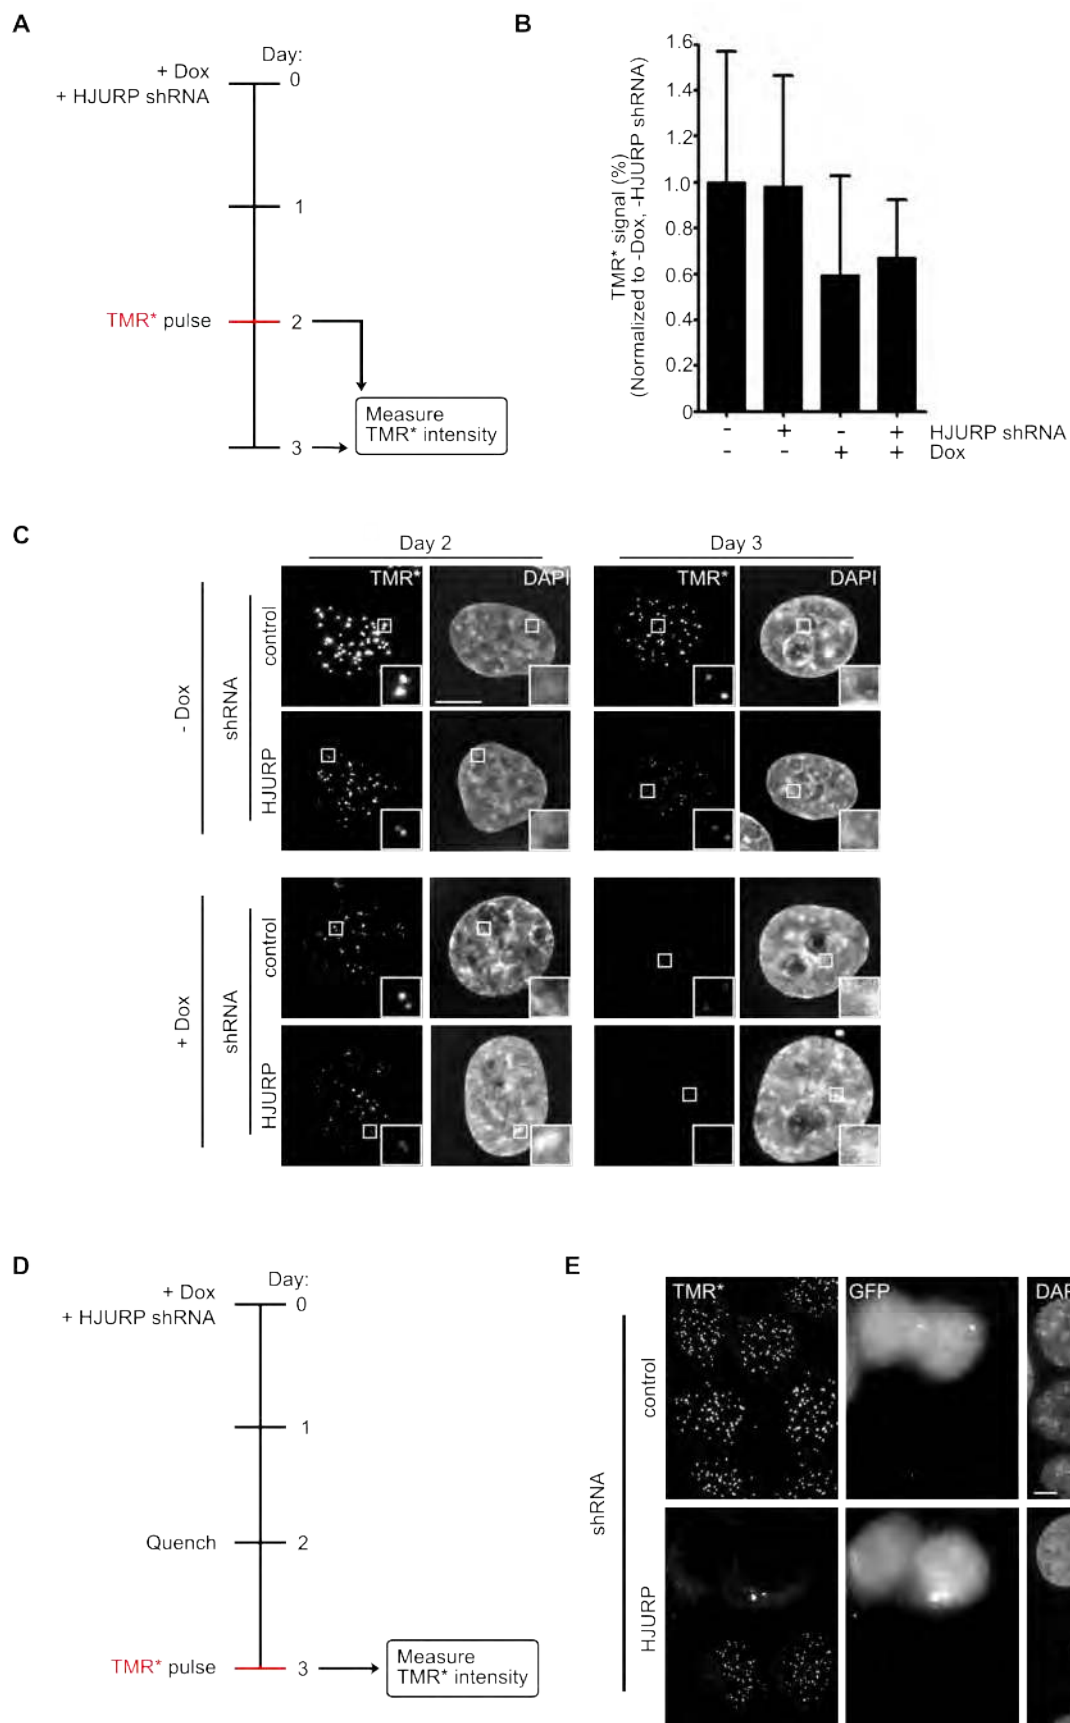 A
Day:
+ Dox
+ HJURP shRNA
0
1
TMR* pulse
2
Measure
TMR* intensity
3
B
TMR* signal (%)
(Normalized to -Dox, -HJURP shRNA)
1.6
1.4
1.2
1.0
0.8
0.6
0.4
0.2
0
- + - + HJURP shRNA
- - + + Dox
C
Day 2
Day 3
TMR*
DAPI
TMR*
DAPI
- Dox
shRNA
control
HJURP
+ Dox
shRNA
control
HJURP
D
Day:
+ Dox
+ HJURP shRNA
0
1
Quench
2
TMR* pulse
3
Measure
TMR* intensity
E
TMR*
GFP
DAP
shRNA
control
HJURP